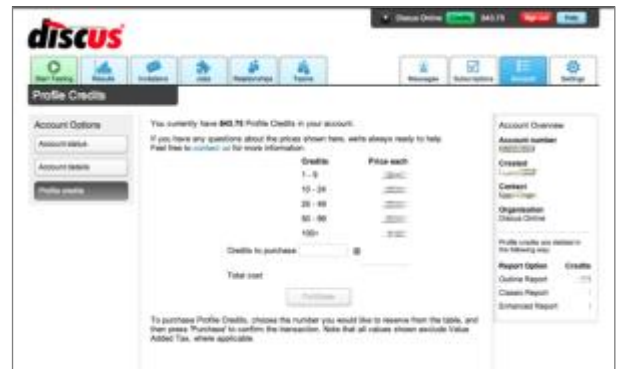 discus
Discus Online Credits 843.75 Sign out Help
Start Testing Results Invitations Jobs Relationships Teams Messages Subscriptions Account Settings
Profile Credits
Account Options
Account status
Account details
Profile credits
You currently have 843.75 Profile Credits in your account.
If you have any questions about the prices shown here, we're always ready to help.
Feel free to contact us for more information.
Credits Price each
1 - 9
10 - 24
25 - 49
50 - 99
100+
Credits to purchase
Total cost
Purchase
To purchase Profile Credits, choose the number you would like to reserve from the table, and
then press 'Purchase' to confirm the transaction. Note that all values shown exclude Value
Added Tax, where applicable.
Account Overview
Account number
Created
Contact
Organisation
Discus Online
Profile credits are debited in
the following way:
Report Option Credits
Outline Report
Classic Report
Enhanced Report